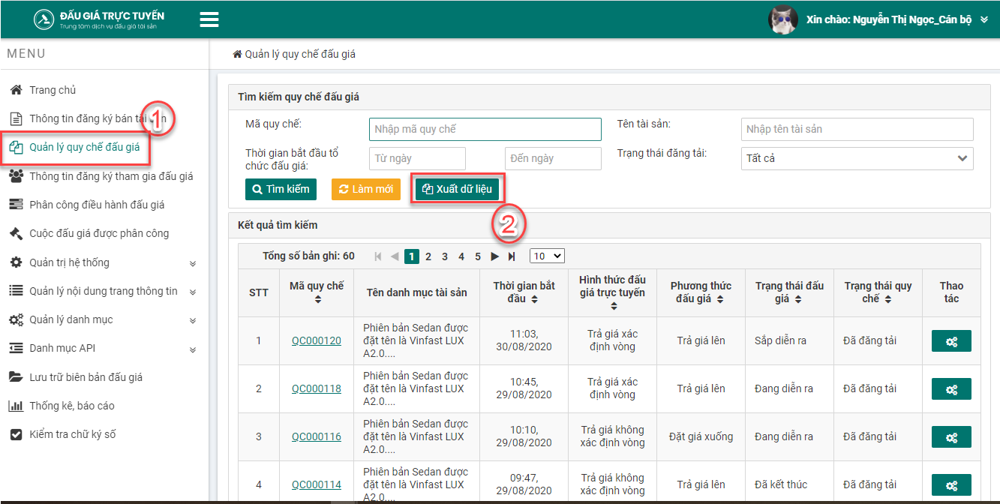 ĐẤU GIÁ TRỰC TUYẾN
Trung tâm dịch vụ đấu giá tài sản
Xin chào: Nguyễn Thị Ngọc_Cán bộ
MENU
Quản lý quy chế đấu giá
Trang chủ
Thông tin đăng ký bán tài
1
Quản lý quy chế đấu giá
Thông tin đăng ký tham gia đấu giá
Phân công điều hành đấu giá
Cuộc đấu giá được phân công
Quản trị hệ thống
Quản lý nội dung trang thông tin
Quản lý danh mục
Danh mục API
Lưu trữ biên bản đấu giá
Thống kê, báo cáo
Kiểm tra chữ ký số
Tìm kiếm quy chế đấu giá
Mã quy chế:
Nhập mã quy chế
Tên tài sản:
Nhập tên tài sản
Thời gian bắt đầu tổ
chức đấu giá:
Từ ngày
Đến ngày
Trạng thái đăng tải:
Tất cả
Tìm kiếm
Làm mới
Xuất dữ liệu
2
Kết quả tìm kiếm
Tổng số bản ghi: 60
1 2 3 4 5
10
STT
Mã quy chế
Tên danh mục tài sản
Thời gian bắt
đầu
Hình thức đấu
giá trực tuyến
Phương thức
đấu giá
Trạng thái đấu
giá
Trạng thái quy
chế
Thao
tác
1
QC000120
Phiên bản Sedan được
đặt tên là Vinfast LUX
A2.0....
11:03,
30/08/2020
Trả giá xác
định vòng
Trả giá lên
Sắp diễn ra
Đã đăng tải
2
QC000118
Phiên bản Sedan được
đặt tên là Vinfast LUX
A2.0....
10:45,
29/08/2020
Trả giá xác
định vòng
Trả giá lên
Đang diễn ra
Đã đăng tải
3
QC000116
Phiên bản Sedan được
đặt tên là Vinfast LUX
A2.0....
10:10,
29/08/2020
Trả giá không
xác định vòng
Đặt giá xuống
Đang diễn ra
Đã đăng tải
4
QC000114
Phiên bản Sedan được
đặt tên là Vinfast LUX
A2.0....
09:47,
29/08/2020
Trả giá không
xác định vòng
Trả giá lên
Đã kết thúc
Đã đăng tải